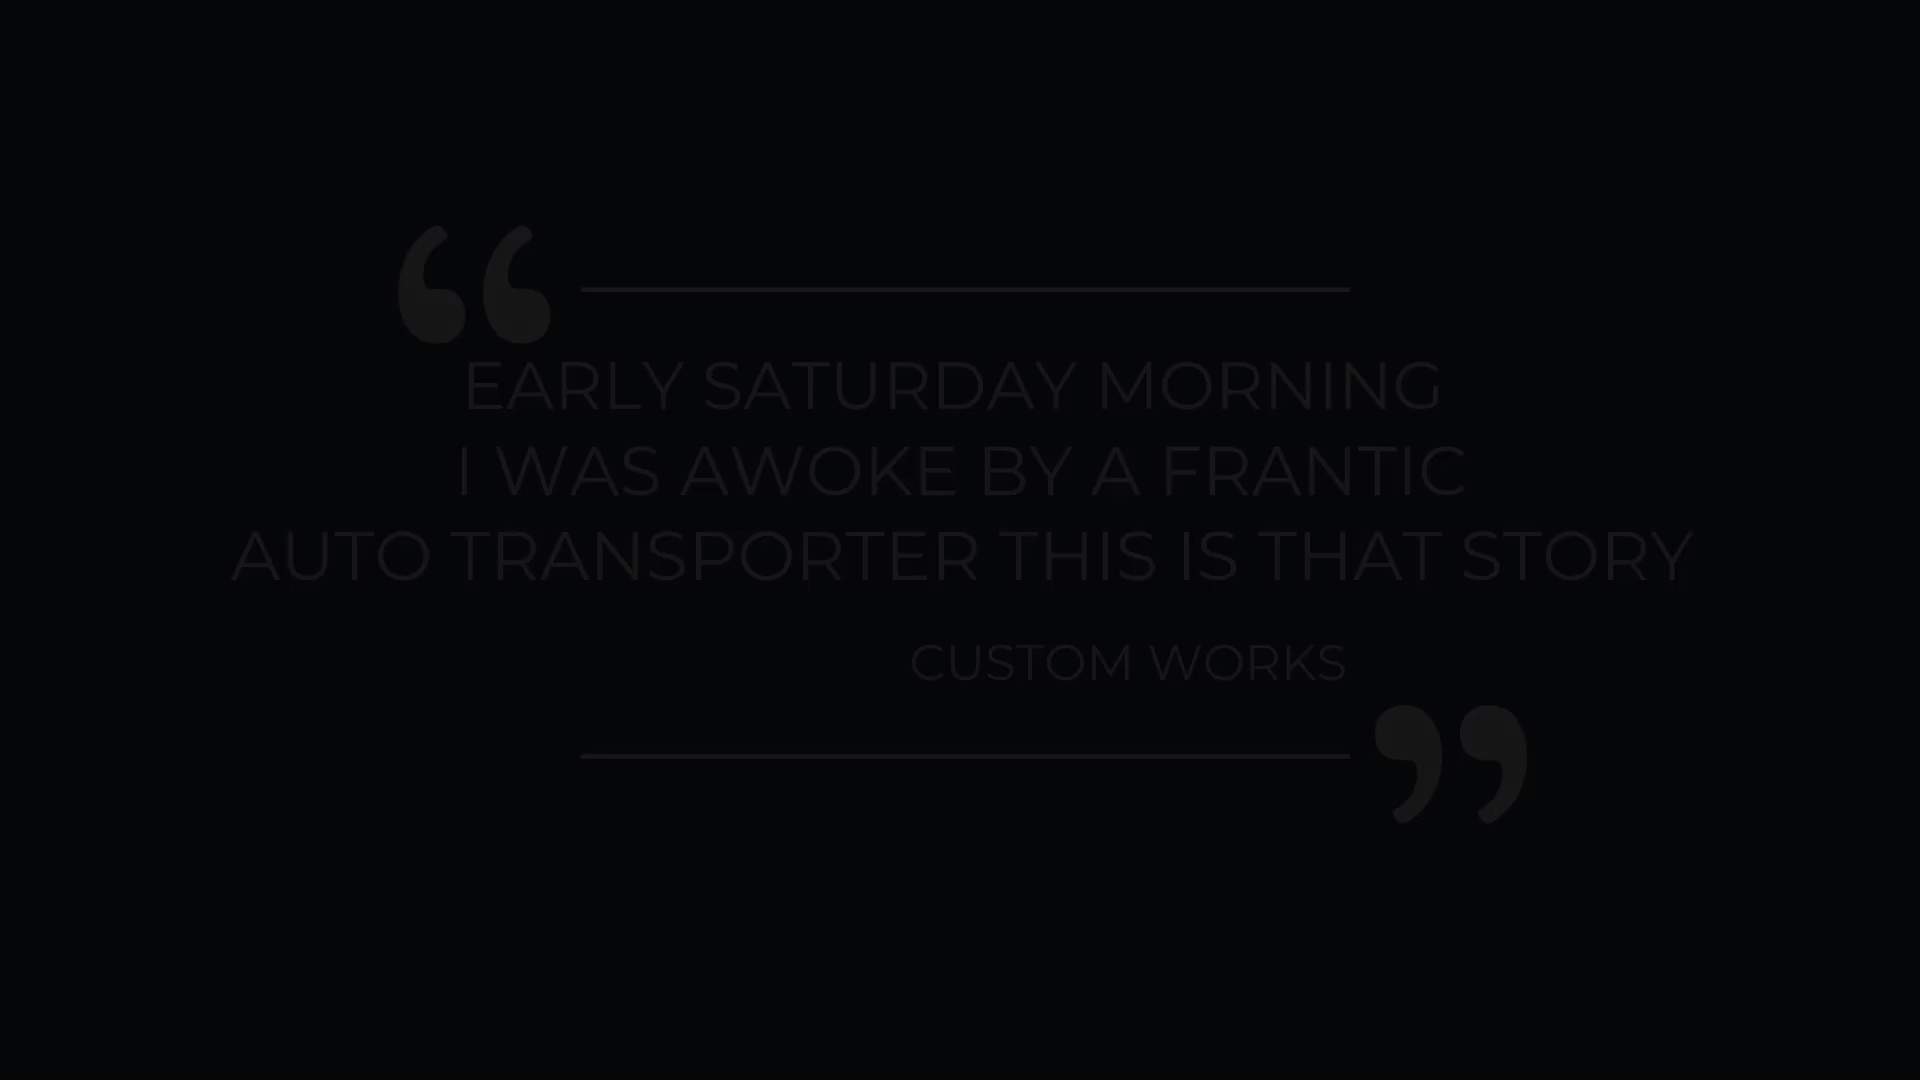 “
EARLY SATURDAY MORNING
I WAS AWOKE BY A FRANTIC
AUTO TRANSPORTER THIS IS THAT STORY
CUSTOM WORKS
”